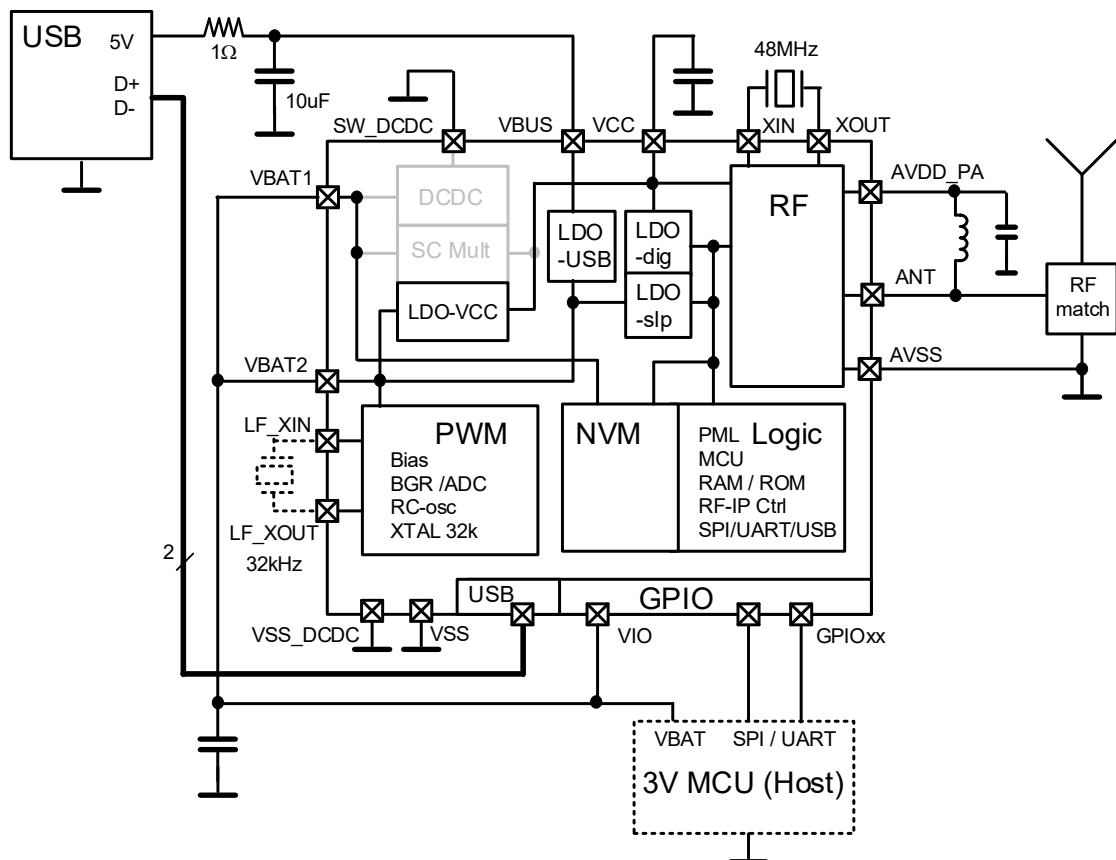 USB
5V
D+
D-
1Ω
10uF
48MHz
SW_DCDC
VBUS
VCC
XIN
XOUT
VBAT1
AVDD_PA
DCDC
SC Mult
LDO-VCC
LDO
-USB
LDO
-dig
LDO
-slp
RF
ANT
RF
match
AVSS
VBAT2
LF_XIN
LF_XOUT
32kHz
PWM
Bias
BGR /ADC
RC-osc
XTAL 32k
NVM
Logic
PML
MCU
RAM / ROM
RF-IP Ctrl
SPI/UART/USB
2
USB
GPIO
VSS_DCDC
VSS
VIO
GPIOxx
VBAT
SPI / UART
3V MCU (Host)